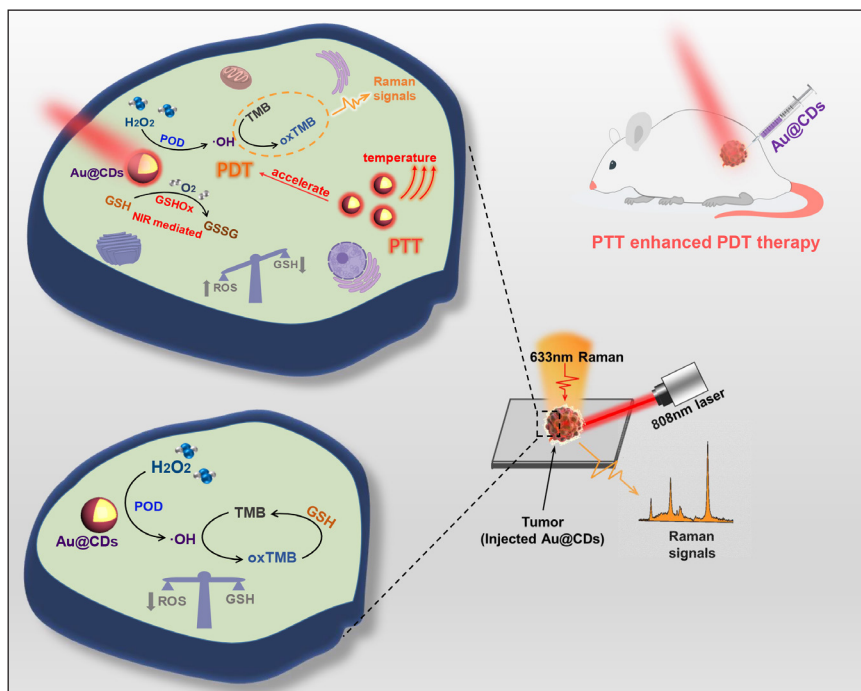 Raman
signals
H2O2
TMB
POD
·OH
oxTMB
Au@CDs
PDT
temperature
accelerate
O2
GSH
GSHOx
GSSG
NIR mediated
PTT
GSH
ROS
Au@CDs
PTT enhanced PDT therapy
633nm Raman
808nm laser
Tumor
(Injected Au@CDs)
Raman
signals
H2O2
POD
Au@CDs
·OH
TMB
GSH
oxTMB
ROS
GSH